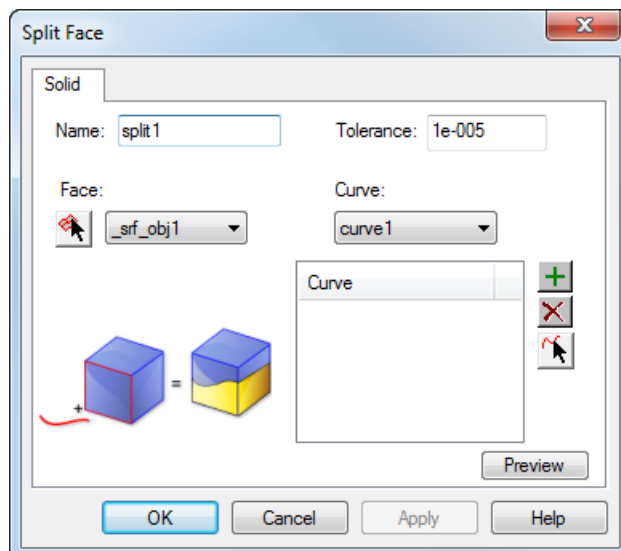 Split Face
Solid
Name: split1 Tolerance: 1e-005
Face: Curve:
_srf_obj1 curve1
Curve
+ =
Preview
OK Cancel Apply Help